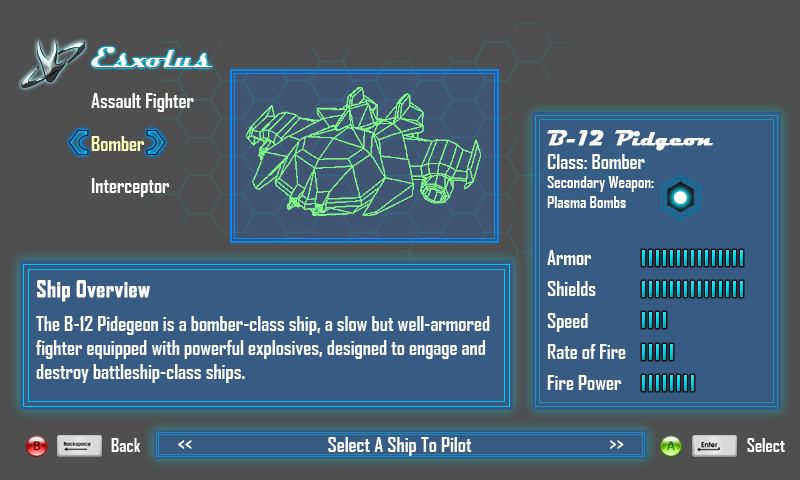 Esxolus
Assault Fighter
Bomber
Interceptor
B-12 Pidgeon
Class: Bomber
Secondary Weapon:
Plasma Bombs
Armor
Shields
Speed
Rate of Fire
Fire Power
Ship Overview
The B-12 Pidegeon is a bomber-class ship, a slow but well-armored
fighter equipped with powerful explosives, designed to engage and
destroy battleship-class ships.
B Backspace Back
<< Select A Ship To Pilot >>
A Enter Select